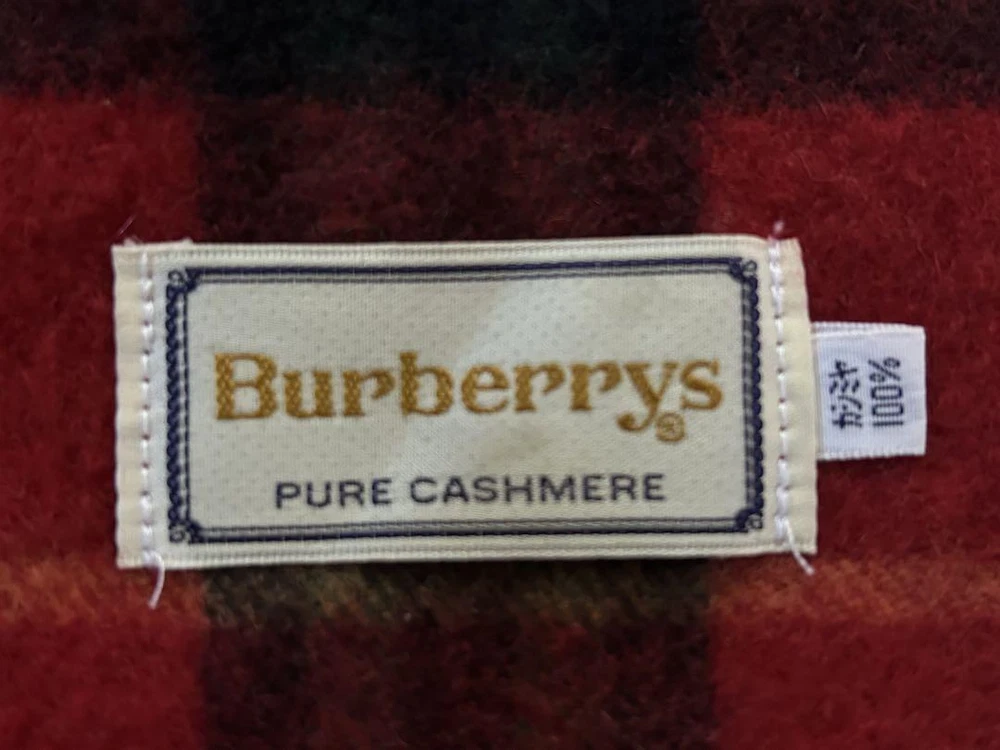 Burberrys®
PURE CASHMERE
カシミヤ
100%